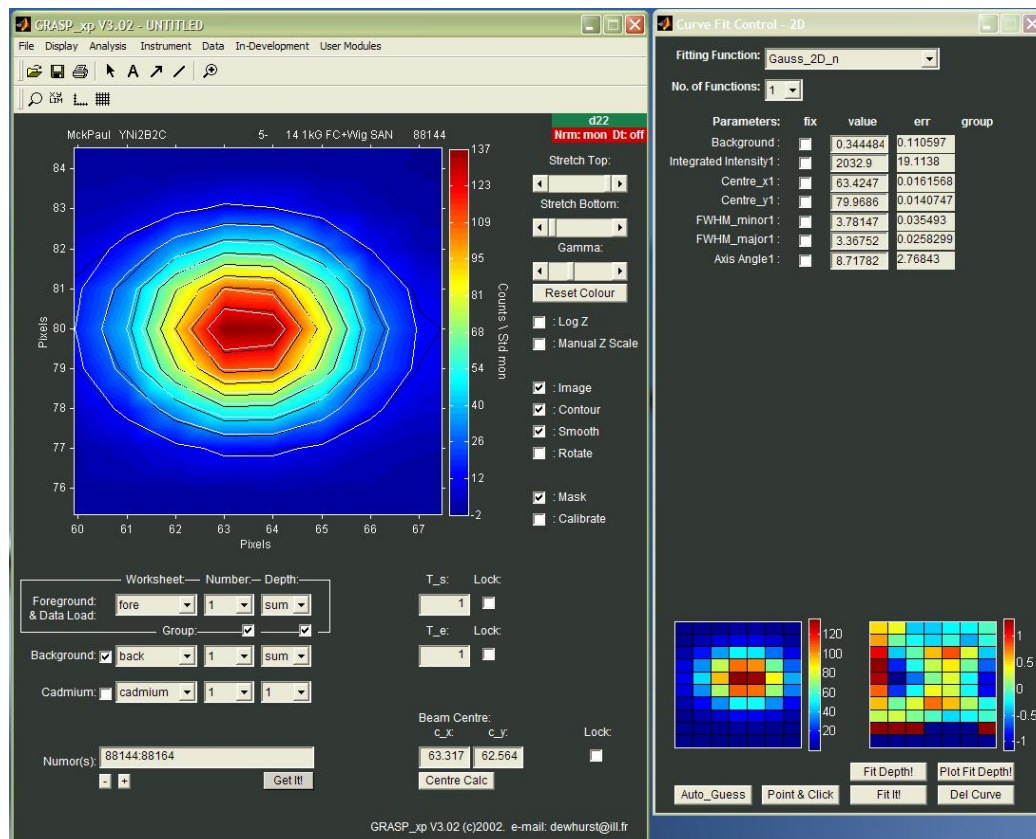 GRASP_xp V3.02 - UNTITLED
File Display Analysis Instrument Data In-Development User Modules
MckPaul YNi2B2C 5- 14 1kG FC+Wig SAN 88144
d22
Nrm: mon Dt: off
84
83
82
81
80
79
78
77
76
Pixels
60 61 62 63 64 65 66 67
Pixels
137
123
109
95
81
68
54
40
26
12
-2
Counts \ Std mon
Stretch Top:
Stretch Bottom:
Gamma:
Reset Colour
: Log Z
: Manual Z Scale
: Image
: Contour
: Smooth
: Rotate
: Mask
: Calibrate
Worksheet: Number: Depth:
Foreground: & Data Load: fore 1 sum
Group:
Background: back 1 sum
Cadmium: cadmium 1 1
T_s: Lock:
1
T_e: Lock:
1
Beam Centre:
c_x: c_y: Lock:
63.317 62.564
Centre Calc
Numor(s): 88144:88164
- + Get It!
GRASP_xp V3.02 (c)2002. e-mail: dewhurst@ill.fr
Curve Fit Control - 2D
Fitting Function: Gauss_2D_n
No. of Functions: 1
Parameters: fix value err group
Background : 0.344484 0.110597
Integrated Intensity1 : 2032.9 19.1138
Centre_x1 : 63.4247 0.0161568
Centre_y1 : 79.9686 0.0140747
FWHM_minor1 : 3.78147 0.035493
FWHM_major1 : 3.36752 0.0258299
Axis Angle1 : 8.71782 2.76843
120
100
80
60
40
20
1
0.5
0
-0.5
-1
Fit Depth! Plot Fit Depth!
Auto_Guess Point & Click Fit It! Del Curve